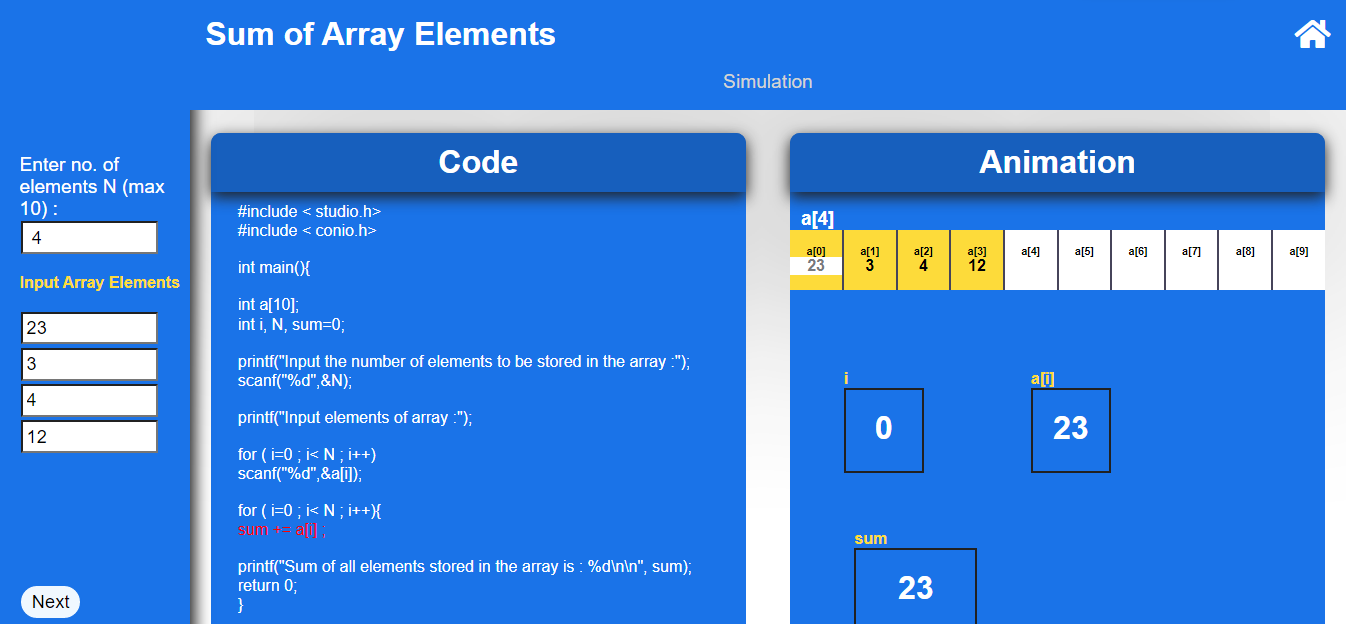 Sum of Array Elements
Simulation
Enter no. of
elements N (max
10) :
4
Input Array Elements
23
3
4
12
Next
Code
#include < studio.h>
#include < conio.h>
int main(){
int a[10];
int i, N, sum=0;
printf("Input the number of elements to be stored in the array :");
scanf("%d",&N);
printf("Input elements of array :");
for ( i=0 ; i< N ; i++)
scanf("%d",&a[i]);
for ( i=0 ; i< N ; i++){
sum += a[i] ;
printf("Sum of all elements stored in the array is : %d\n\n", sum);
return 0;
}
Animation
a[4]
a[0] a[1] a[2] a[3] a[4] a[5] a[6] a[7] a[8] a[9]
23 3 4 12
i a[i]
0 23
sum
23